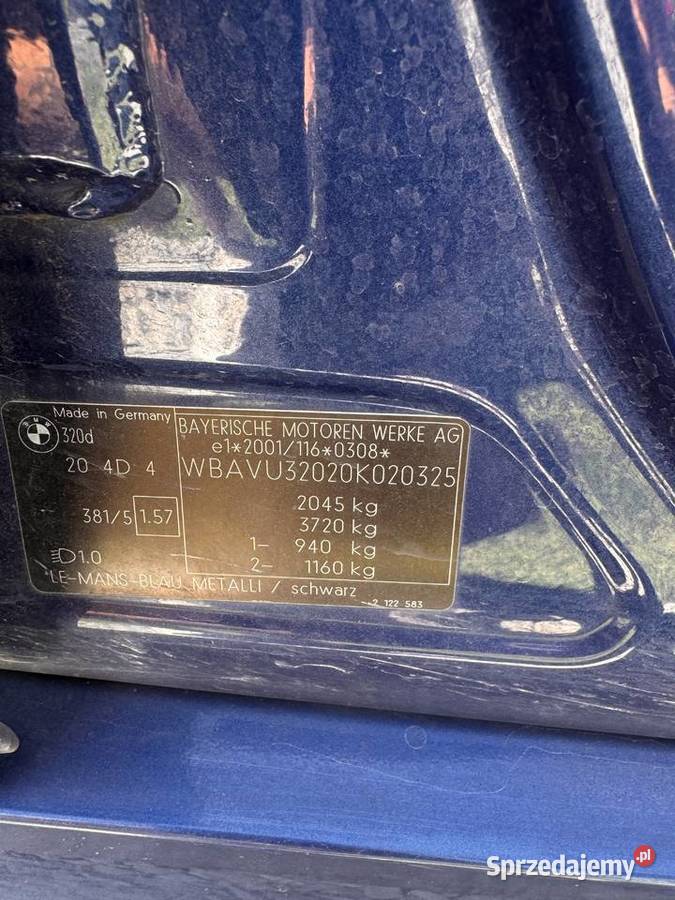 Made in Germany
BMW
320d
20 4D 4
381/5 1.57
1.0
BAYERISCHE MOTOREN WERKE AG
e1*2001/116*0308*
WBAVU32020K020325
2045 kg
3720 kg
1- 940 kg
2- 1160 kg
LE-MANS-BLAU METALLI / schwarz
2 122 583
Sprzedajemy.pl